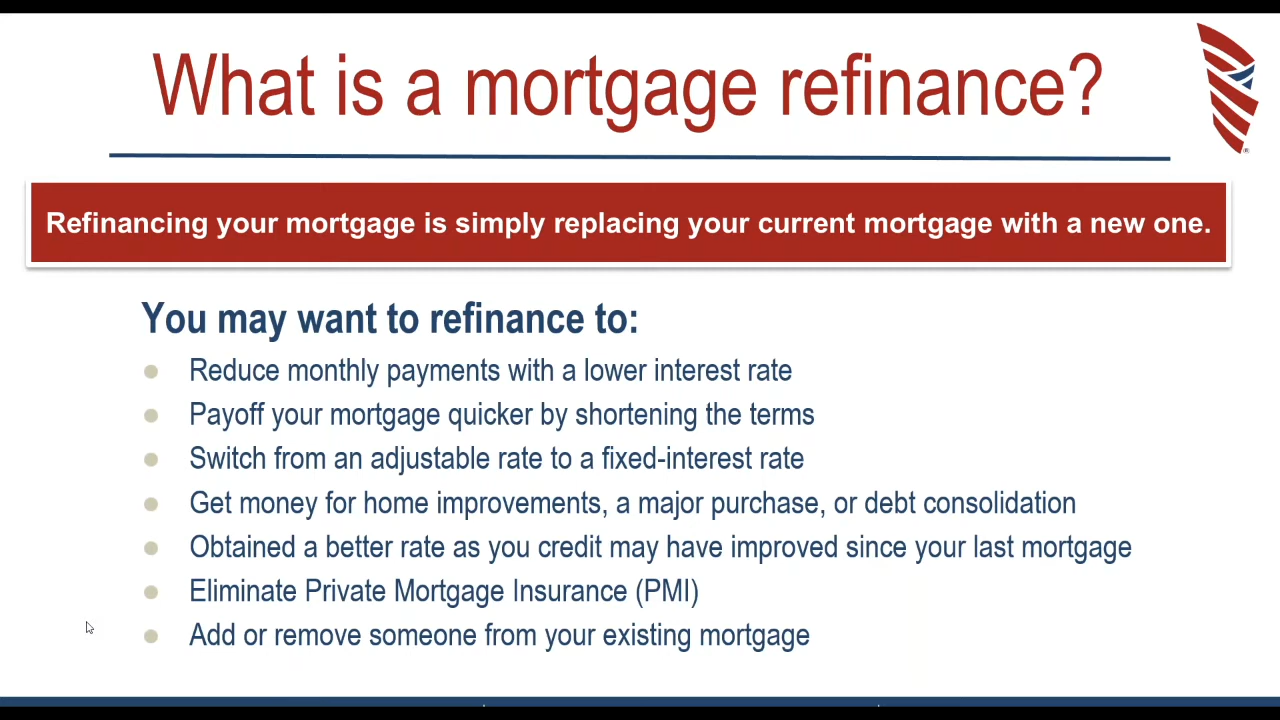 What is a mortgage refinance?
Refinancing your mortgage is simply replacing your current mortgage with a new one.
You may want to refinance to:
Reduce monthly payments with a lower interest rate
Payoff your mortgage quicker by shortening the terms
Switch from an adjustable rate to a fixed-interest rate
Get money for home improvements, a major purchase, or debt consolidation
Obtained a better rate as you credit may have improved since your last mortgage
Eliminate Private Mortgage Insurance (PMI)
Add or remove someone from your existing mortgage